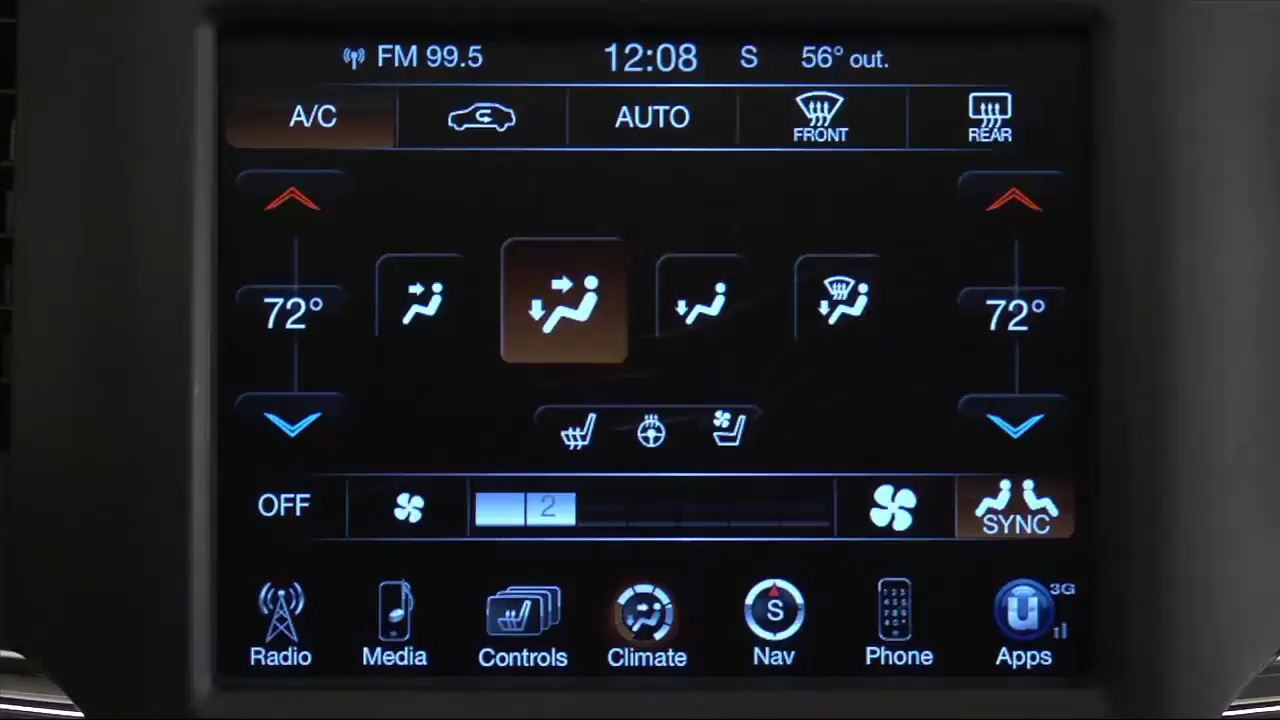 FM 99.5 12:08 S 56° out.
A/C AUTO FRONT REAR
72° 72°
OFF 2 SYNC
S 3G
Radio Media Controls Climate Nav Phone Apps